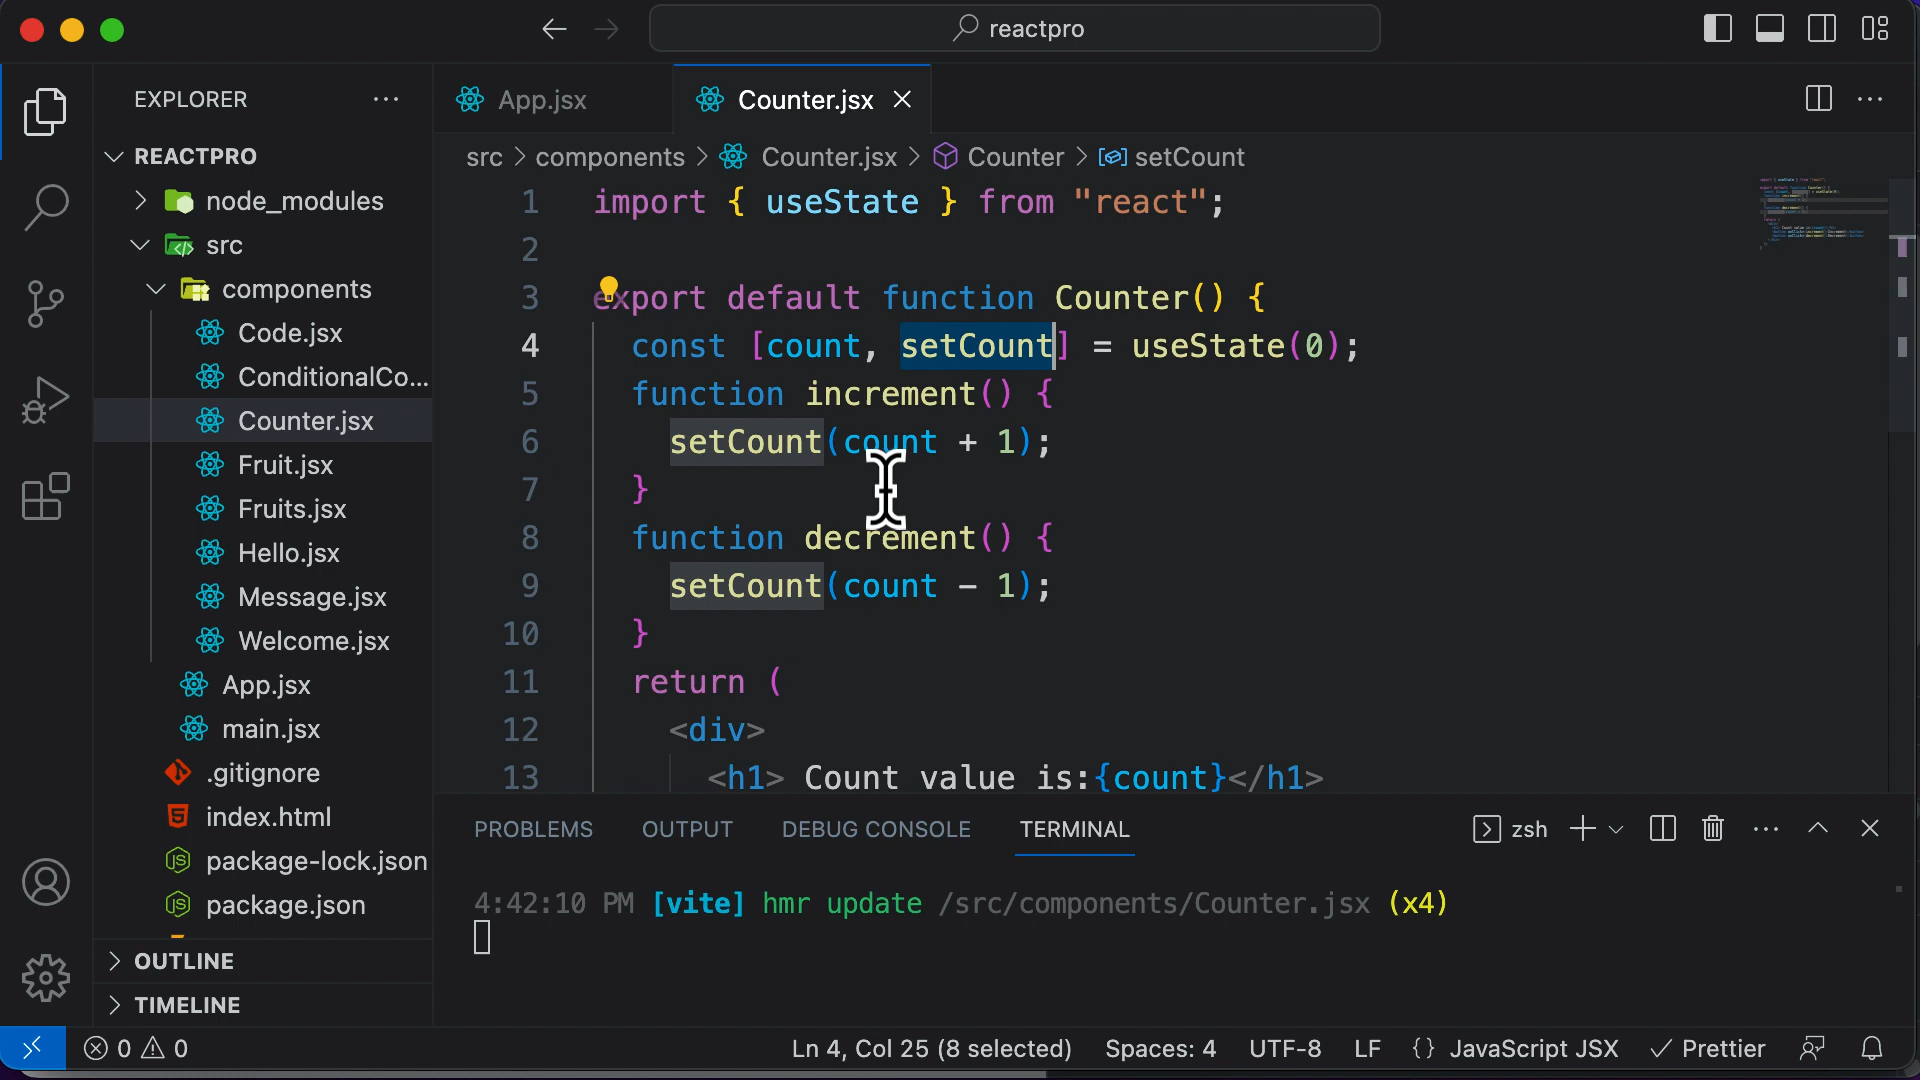 reactpro
EXPLORER
REACTPRO
node_modules
src
components
Code.jsx
ConditionalCo...
Counter.jsx
Fruit.jsx
Fruits.jsx
Hello.jsx
Message.jsx
Welcome.jsx
App.jsx
main.jsx
.gitignore
index.html
package-lock.json
package.json
OUTLINE
TIMELINE
App.jsx
Counter.jsx
src > components > Counter.jsx > Counter > setCount
1 import { useState } from "react";
2
3 export default function Counter() {
4 const [count, setCount] = useState(0);
5 function increment() {
6 setCount(count + 1);
7 }
8 function decrement() {
9 setCount(count - 1);
10 }
11 return (
12 <div>
13 <h1> Count value is:{count}</h1>
PROBLEMS OUTPUT DEBUG CONSOLE TERMINAL
zsh
4:42:10 PM [vite] hmr update /src/components/Counter.jsx (x4)
0 0
Ln 4, Col 25 (8 selected) Spaces: 4 UTF-8 LF {} JavaScript JSX Prettier